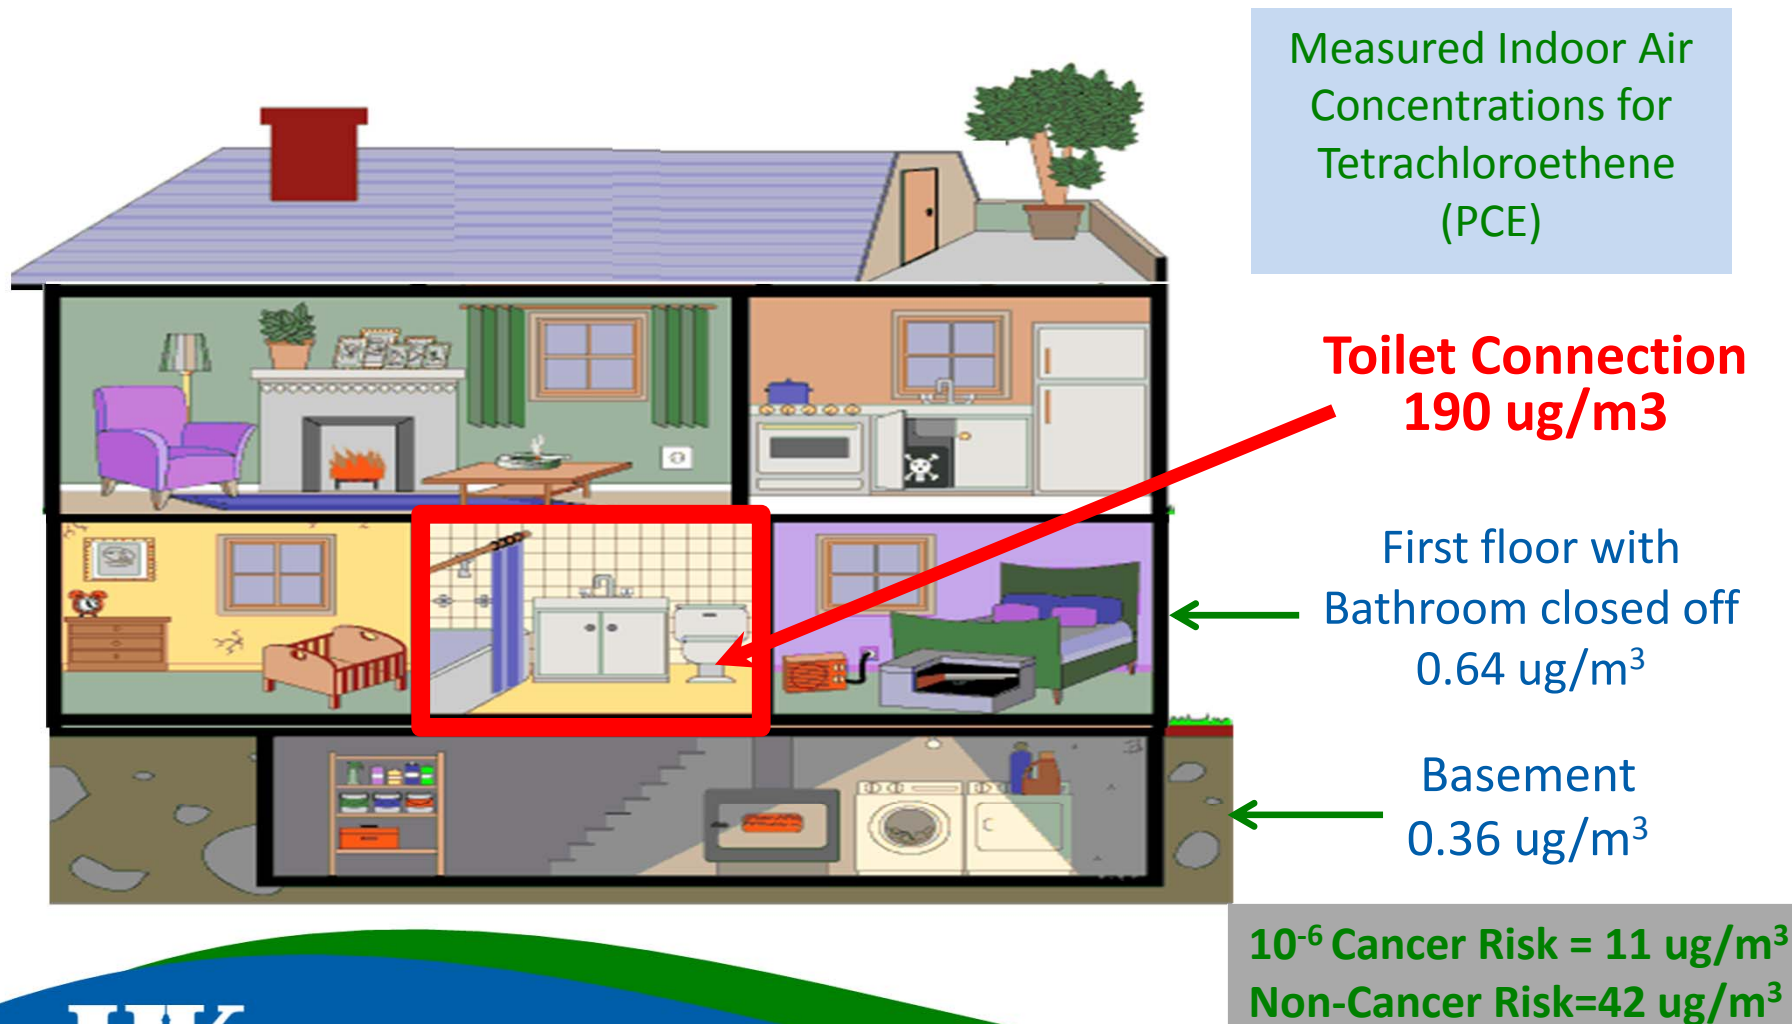 Measured Indoor Air
Concentrations for
Tetrachloroethene
(PCE)
Toilet Connection
190 ug/m3
First floor with
Bathroom closed off
0.64 ug/m³
Basement
0.36 ug/m³
10⁻⁶ Cancer Risk = 11 ug/m³
Non-Cancer Risk=42 ug/m³